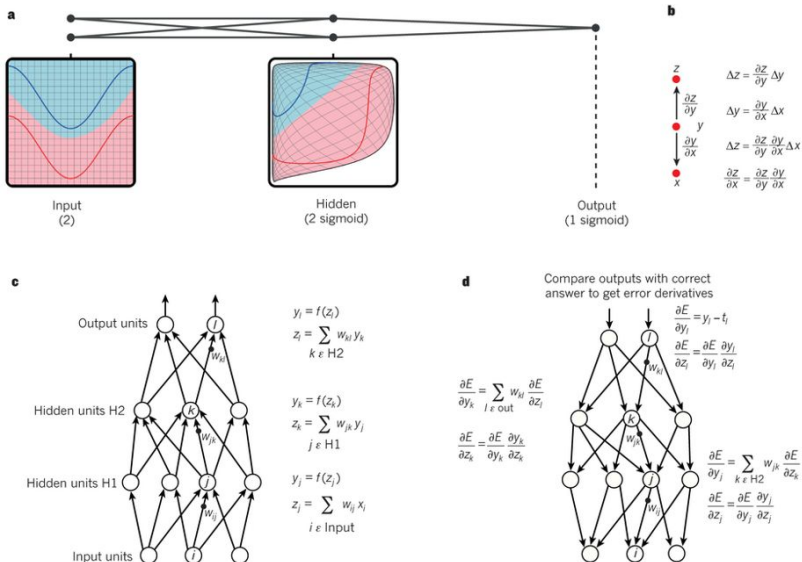 a
Input
(2)
Hidden
(2 sigmoid)
Output
(1 sigmoid)
b
z
∂z/∂y
y
∂y/∂x
x
Δz = ∂z/∂y Δy
Δy = ∂y/∂x Δx
Δz = ∂z/∂y ∂y/∂x Δx
∂z/∂x = ∂z/∂y ∂y/∂x
c
Output units
l
w_kl
y_l = f(z_l)
z_l = ∑ w_kl y_k
k ε H2
Hidden units H2
k
w_jk
y_k = f(z_k)
z_k = ∑ w_jk y_j
j ε H1
Hidden units H1
j
w_ij
y_j = f(z_j)
z_j = ∑ w_ij x_i
i ε Input
Input units
i
d
Compare outputs with correct
answer to get error derivatives
∂E/∂y_l = y_l − t_l
∂E/∂z_l = ∂E/∂y_l ∂y_l/∂z_l
l
w_kl
∂E/∂y_k = ∑ w_kl ∂E/∂z_l
l ε out
∂E/∂z_k = ∂E/∂y_k ∂y_k/∂z_k
k
w_jk
∂E/∂y_j = ∑ w_jk ∂E/∂z_k
k ε H2
∂E/∂z_j = ∂E/∂y_j ∂y_j/∂z_j
j
w_ij
i